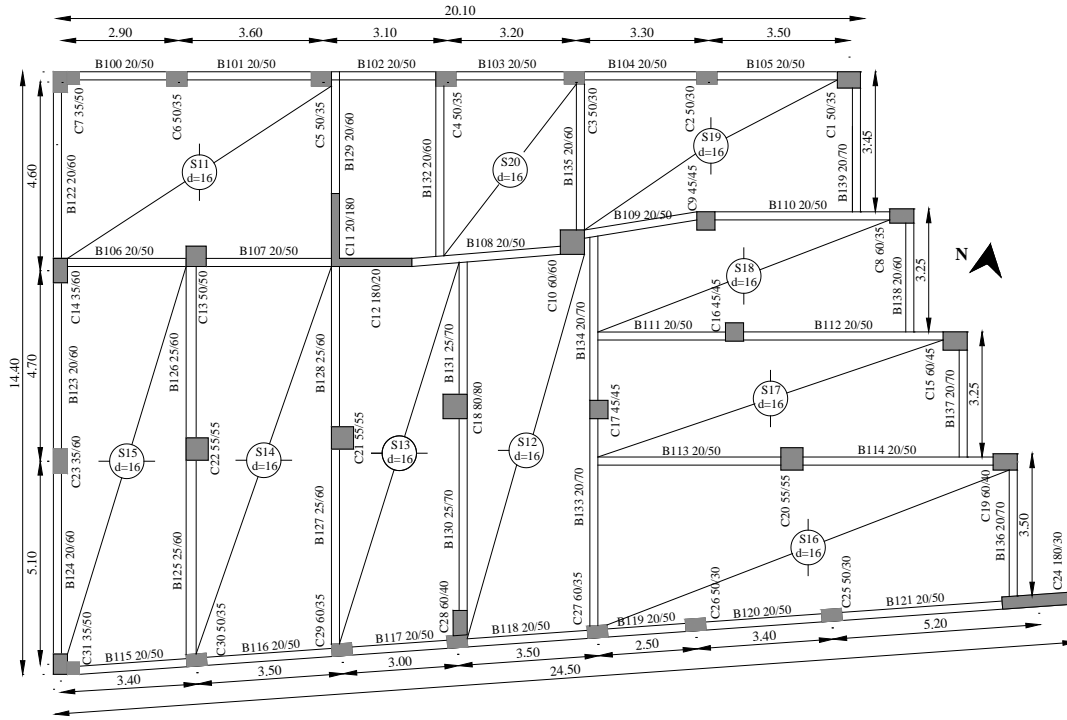 20.10
2.90 3.60 3.10 3.20 3.30 3.50
B100 20/50 B101 20/50 B102 20/50 B103 20/50 B104 20/50 B105 20/50
C7 35/50
C6 50/35
C5 50/35
C4 50/35
C3 50/30
C2 50/30
C1 50/35
B122 20/60
B129 20/60
B132 20/60
B135 20/60
B139 20/70
3.45
4.60
S11
d=16
S20
d=16
S19
d=16
C11 20/180
C9 45/45
B109 20/50 B110 20/50
B106 20/50 B107 20/50 B108 20/50
C14 35/60
C13 50/50
C12 180/20
C10 60/60
C8 60/35
B138 20/60
3.25
N
S18
d=16
14.40
4.70
B123 20/60
B126 25/60
B128 25/60
B131 25/70
B134 20/70
C16 45/45
B111 20/50 B112 20/50
C15 60/45
B137 20/70
3.25
C18 80/80
C17 45/45
S17
d=16
C23 35/60
C22 55/55
C21 55/55
S15
d=16
S14
d=16
S13
d=16
S12
d=16
B113 20/50 B114 20/50
C20 55/55
C19 60/40
5.10
B124 20/60
B125 25/60
B127 25/60
B130 25/70
B133 20/70
S16
d=16
B136 20/70
3.50
C24 180/30
C31 35/50
C30 50/35
C29 60/35
C28 60/40
C27 60/35
C26 50/30
C25 50/30
B115 20/50 B116 20/50 B117 20/50 B118 20/50 B119 20/50 B120 20/50 B121 20/50
3.40 3.50 3.00 3.50 2.50 3.40 5.20
24.50